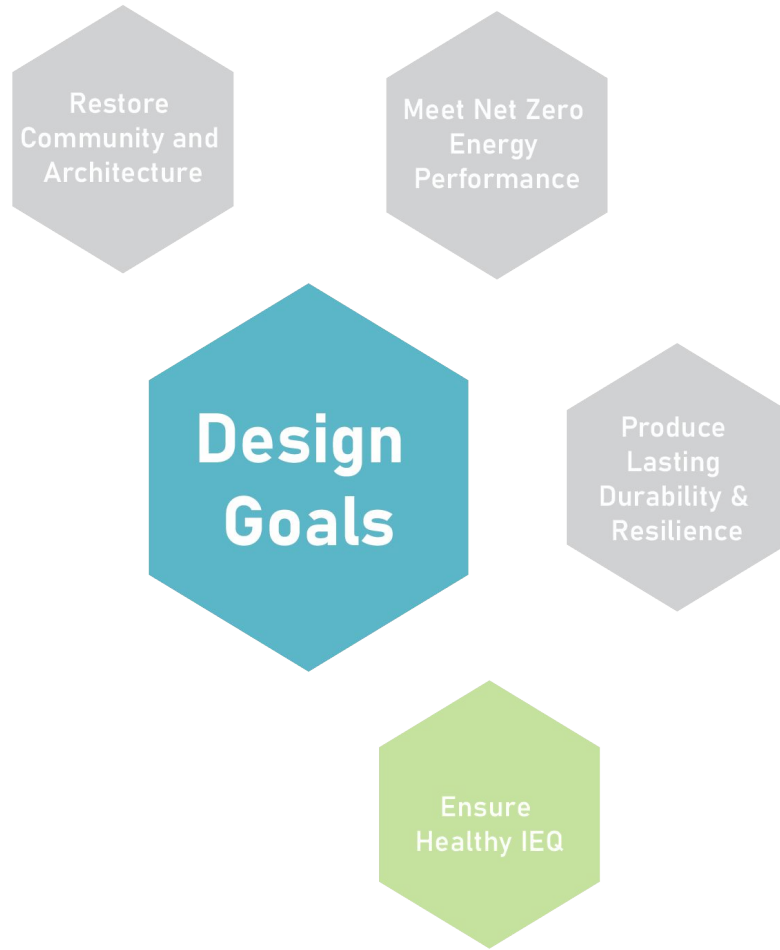 Restore
Community and
Architecture
Meet Net Zero
Energy
Performance
Design
Goals
Produce
Lasting
Durability &
Resilience
Ensure
Healthy IEQ